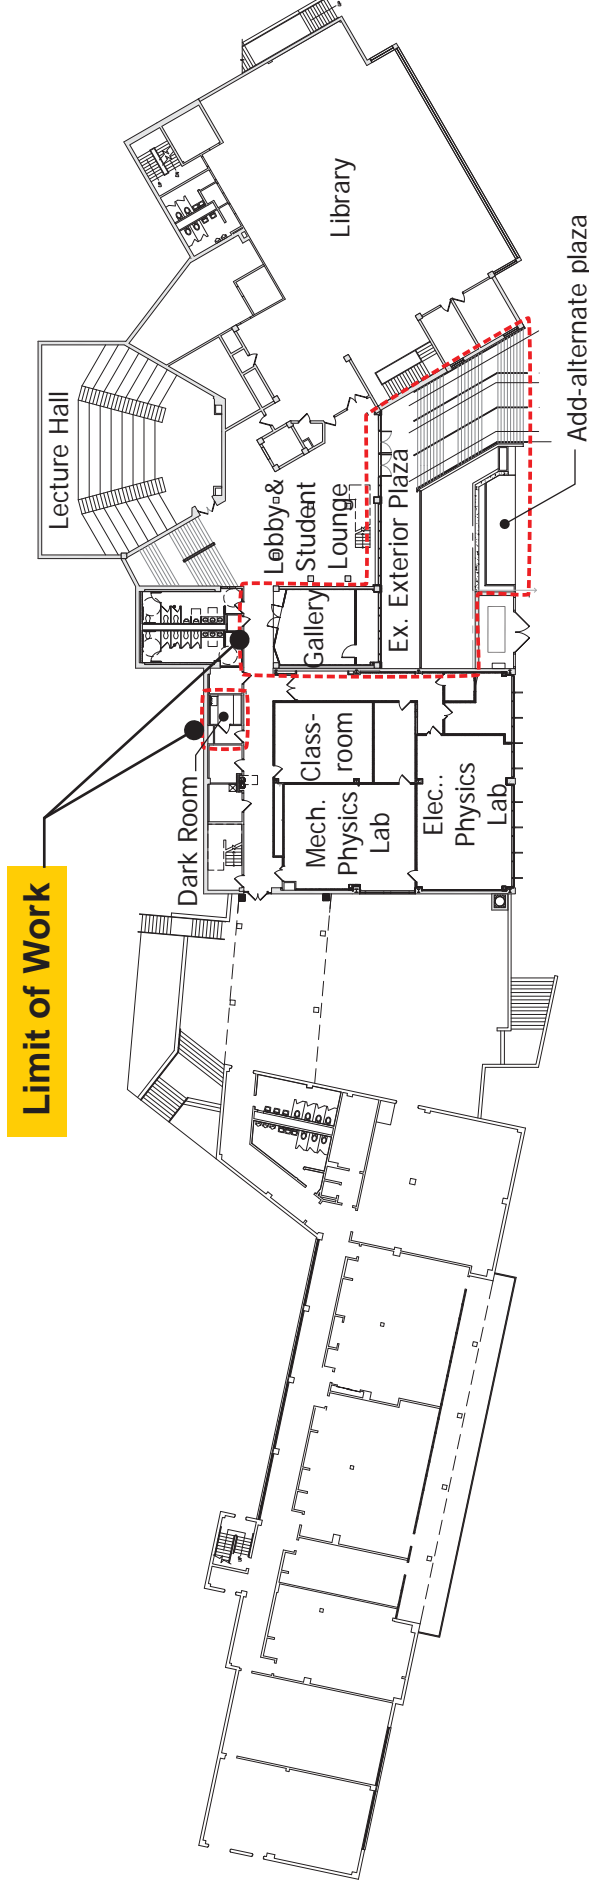 Limit of Work
Lecture Hall
Library
Dark Room
Lobby &
Student
Lounge
Gallery
Ex. Exterior Plaza
Class-
room
Mech.
Physics
Lab
Elec..
Physics
Lab
Add-alternate plaza